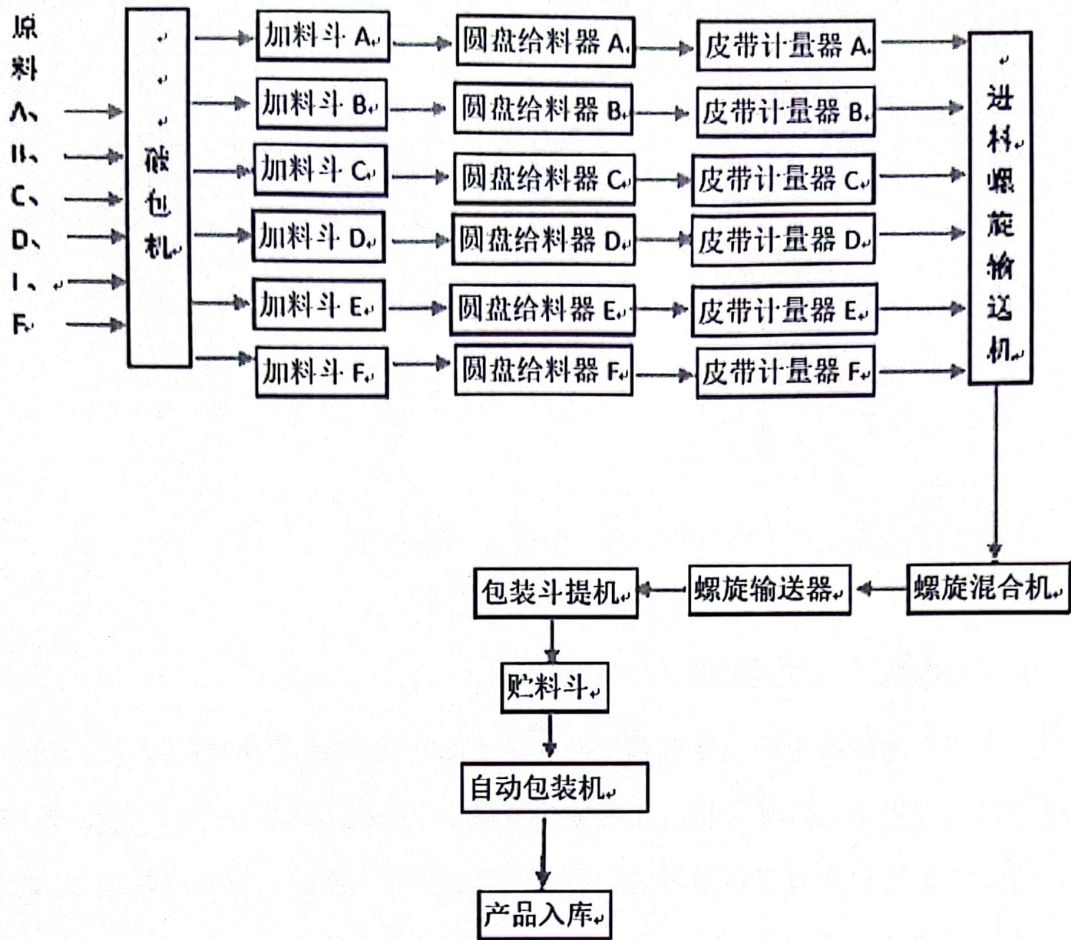 原
料
A、
B、
C、
D、
E、
F
破包机
加料斗 A
圆盘给料器 A
皮带计量器 A
加料斗 B
圆盘给料器 B
皮带计量器 B
加料斗 C
圆盘给料器 C
皮带计量器 C
加料斗 D
圆盘给料器 D
皮带计量器 D
加料斗 E
圆盘给料器 E
皮带计量器 E
加料斗 F
圆盘给料器 F
皮带计量器 F
进料螺旋输送机
包装斗提机
螺旋输送器
螺旋混合机
贮料斗
自动包装机
产品入库